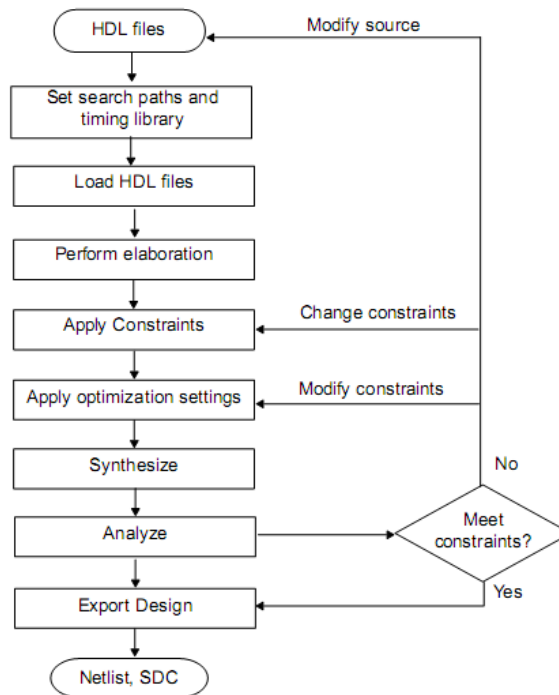 HDL files
Modify source
Set search paths and
timing library
Load HDL files
Perform elaboration
Apply Constraints
Change constraints
Apply optimization settings
Modify constraints
Synthesize
No
Analyze
Meet
constraints?
Yes
Export Design
Netlist, SDC